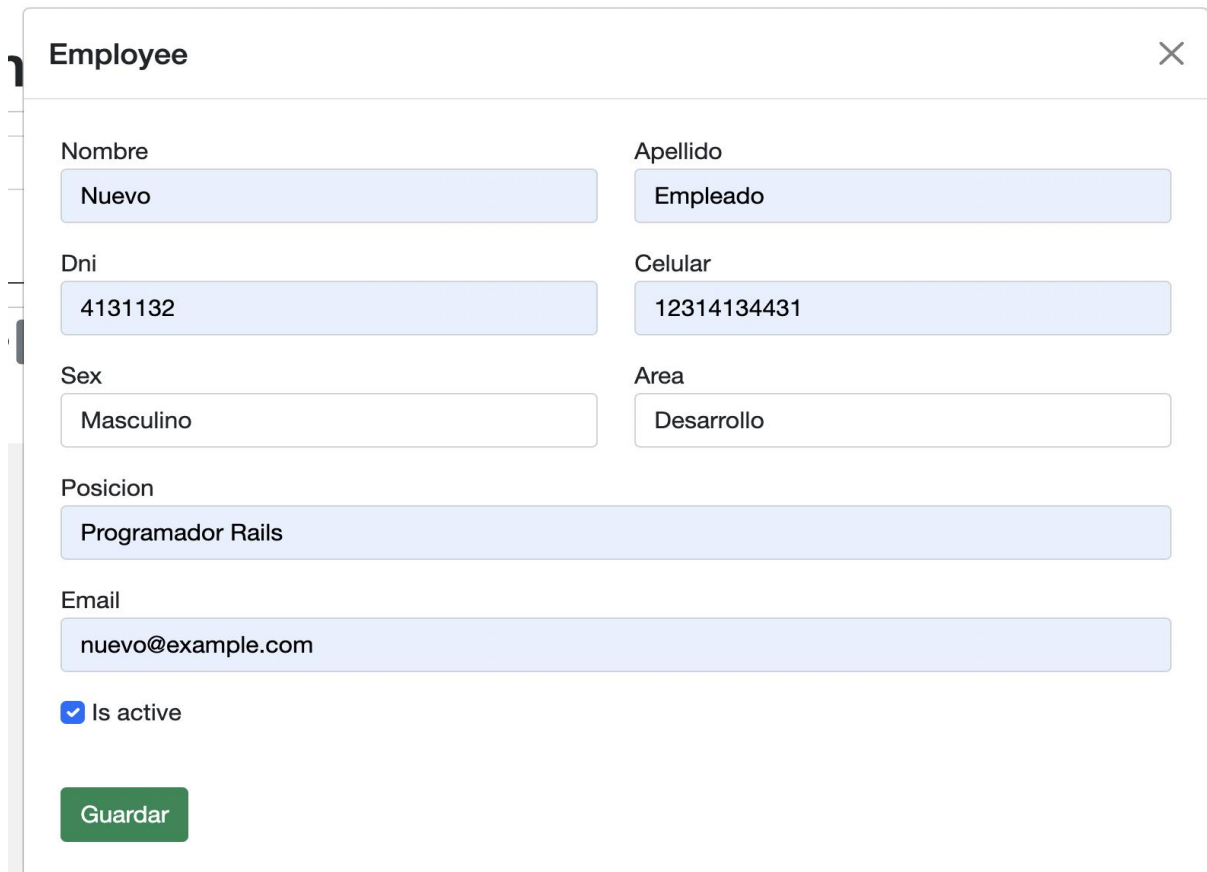 Employee
Nombre Apellido
Nuevo Empleado
Dni Celular
4131132 12314134431
Sex Area
Masculino Desarrollo
Posicion
Programador Rails
Email
nuevo@example.com
Is active
Guardar